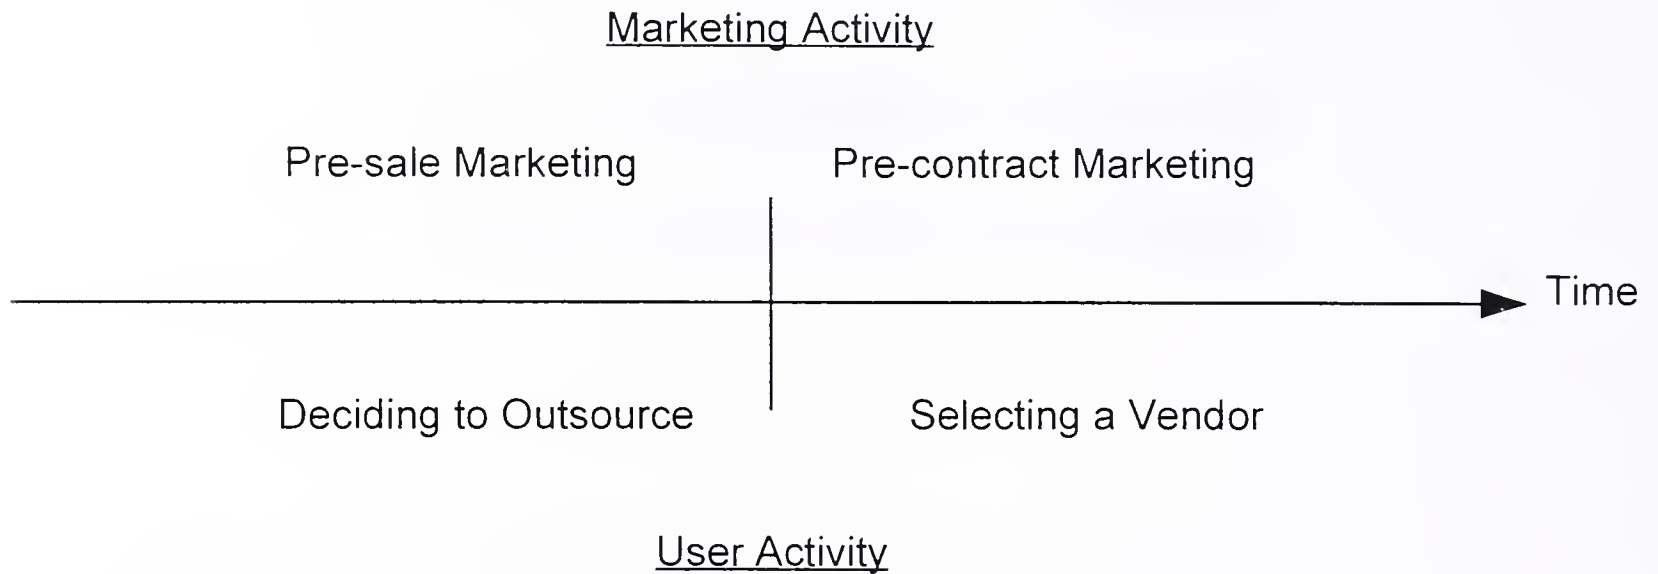 Marketing Activity
Pre-sale Marketing
Pre-contract Marketing
Time
Deciding to Outsource
Selecting a Vendor
User Activity